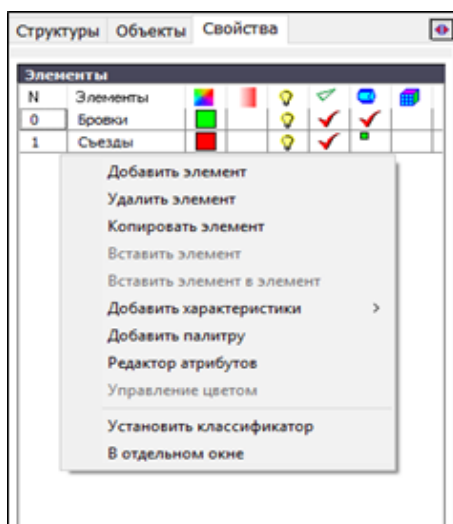 Структуры Объекты Свойства
Элементы
N Элементы
0 Бровки
1 Съезды
Добавить элемент
Удалить элемент
Копировать элемент
Вставить элемент
Вставить элемент в элемент
Добавить характеристики >
Добавить палитру
Редактор атрибутов
Управление цветом
Установить классификатор
В отдельном окне